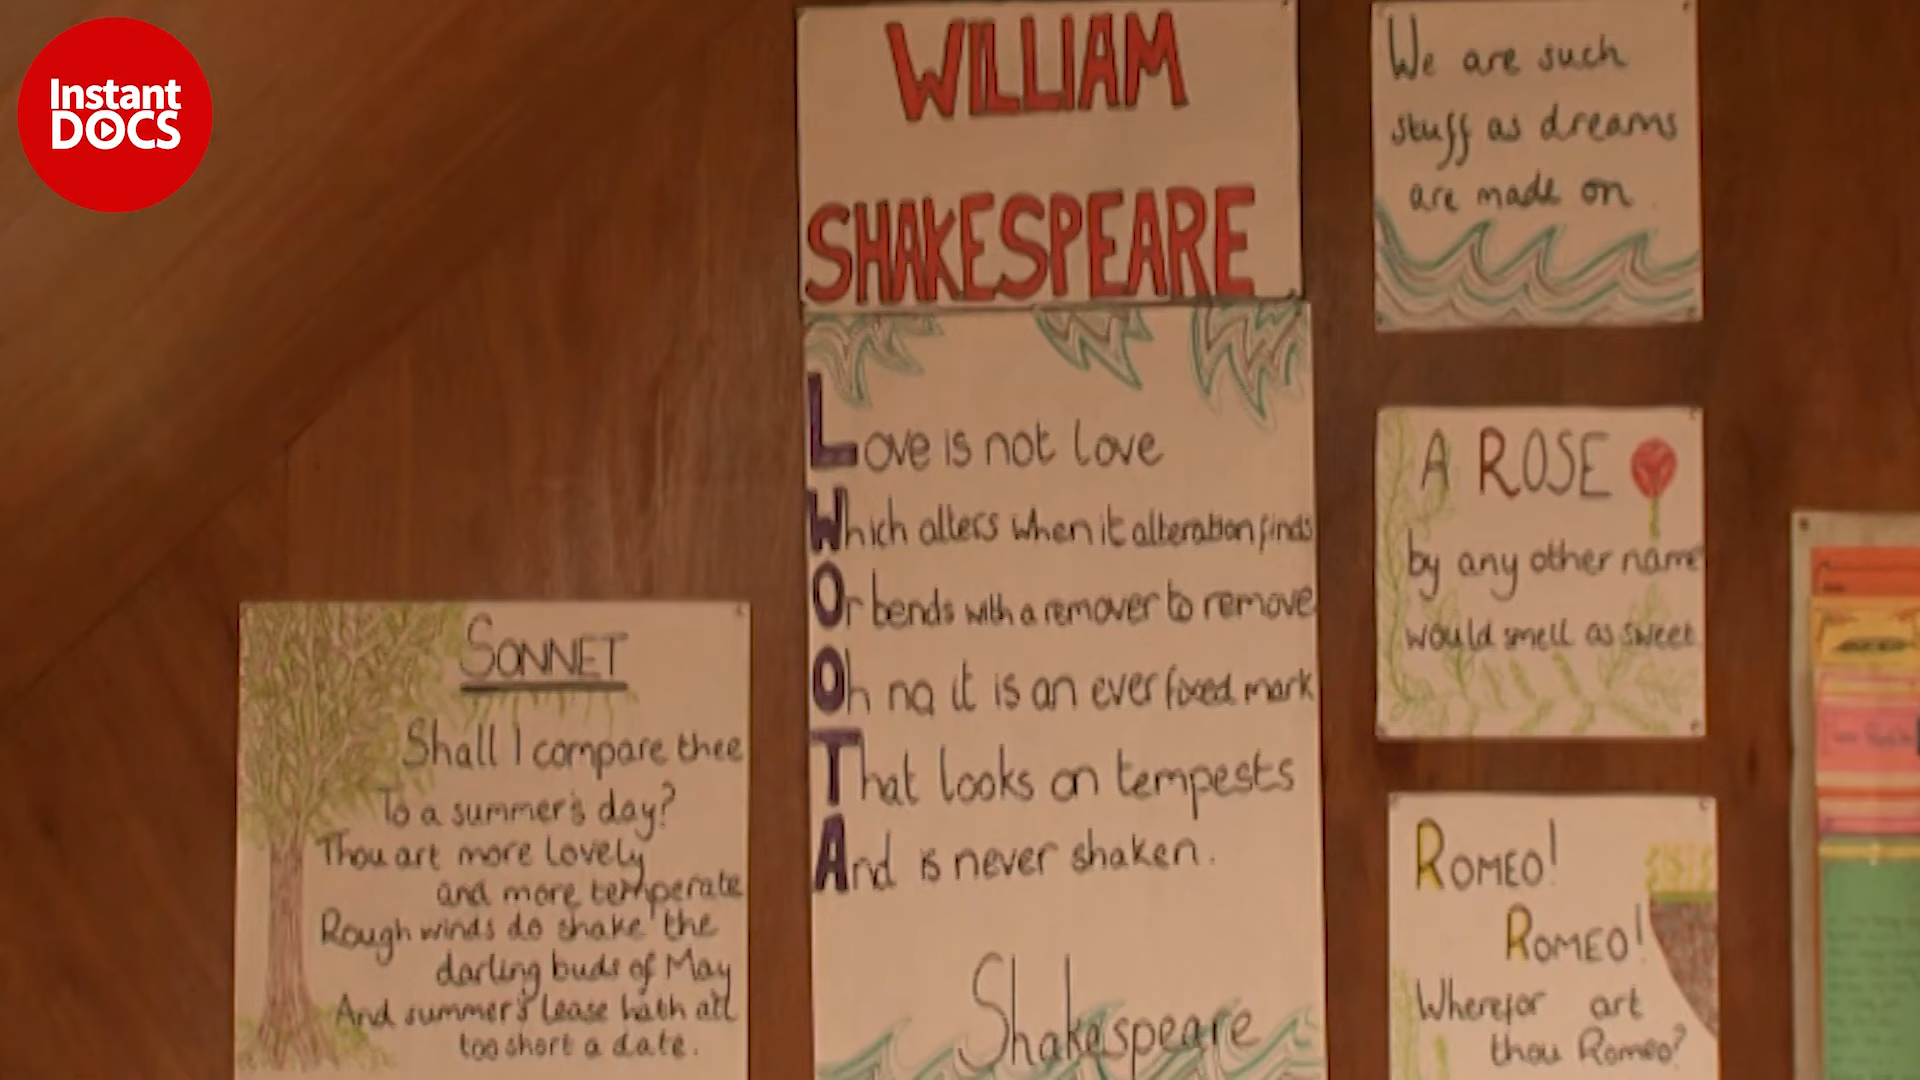 Instant
DOCS
WILLIAM
SHAKESPEARE
Love is not love
Which alters when it alteration finds
Or bends with a remover to remove
Oh no it is an ever fixed mark
That looks on tempests
And is never shaken.
Shakespeare
SONNET
Shall I compare thee
To a summer's day?
Thou art more lovely
and more temperate
Rough winds do shake the
darling buds of May
And summer's lease hath all
too short a date.
We are such
stuff as dreams
are made on
A ROSE
by any other name
would smell as sweet
ROMEO!
ROMEO!
Wherefor art
thou Romeo?